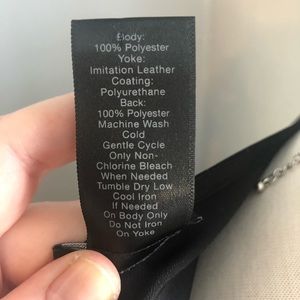 Body:
100% Polyester
Yoke:
Imitation Leather
Coating:
Polyurethane
Back:
100% Polyester
Machine Wash
Cold
Gentle Cycle
Only Non-
Chlorine Bleach
When Needed
Tumble Dry Low
Cool Iron
If Needed
On Body Only
Do Not Iron
On Yoke